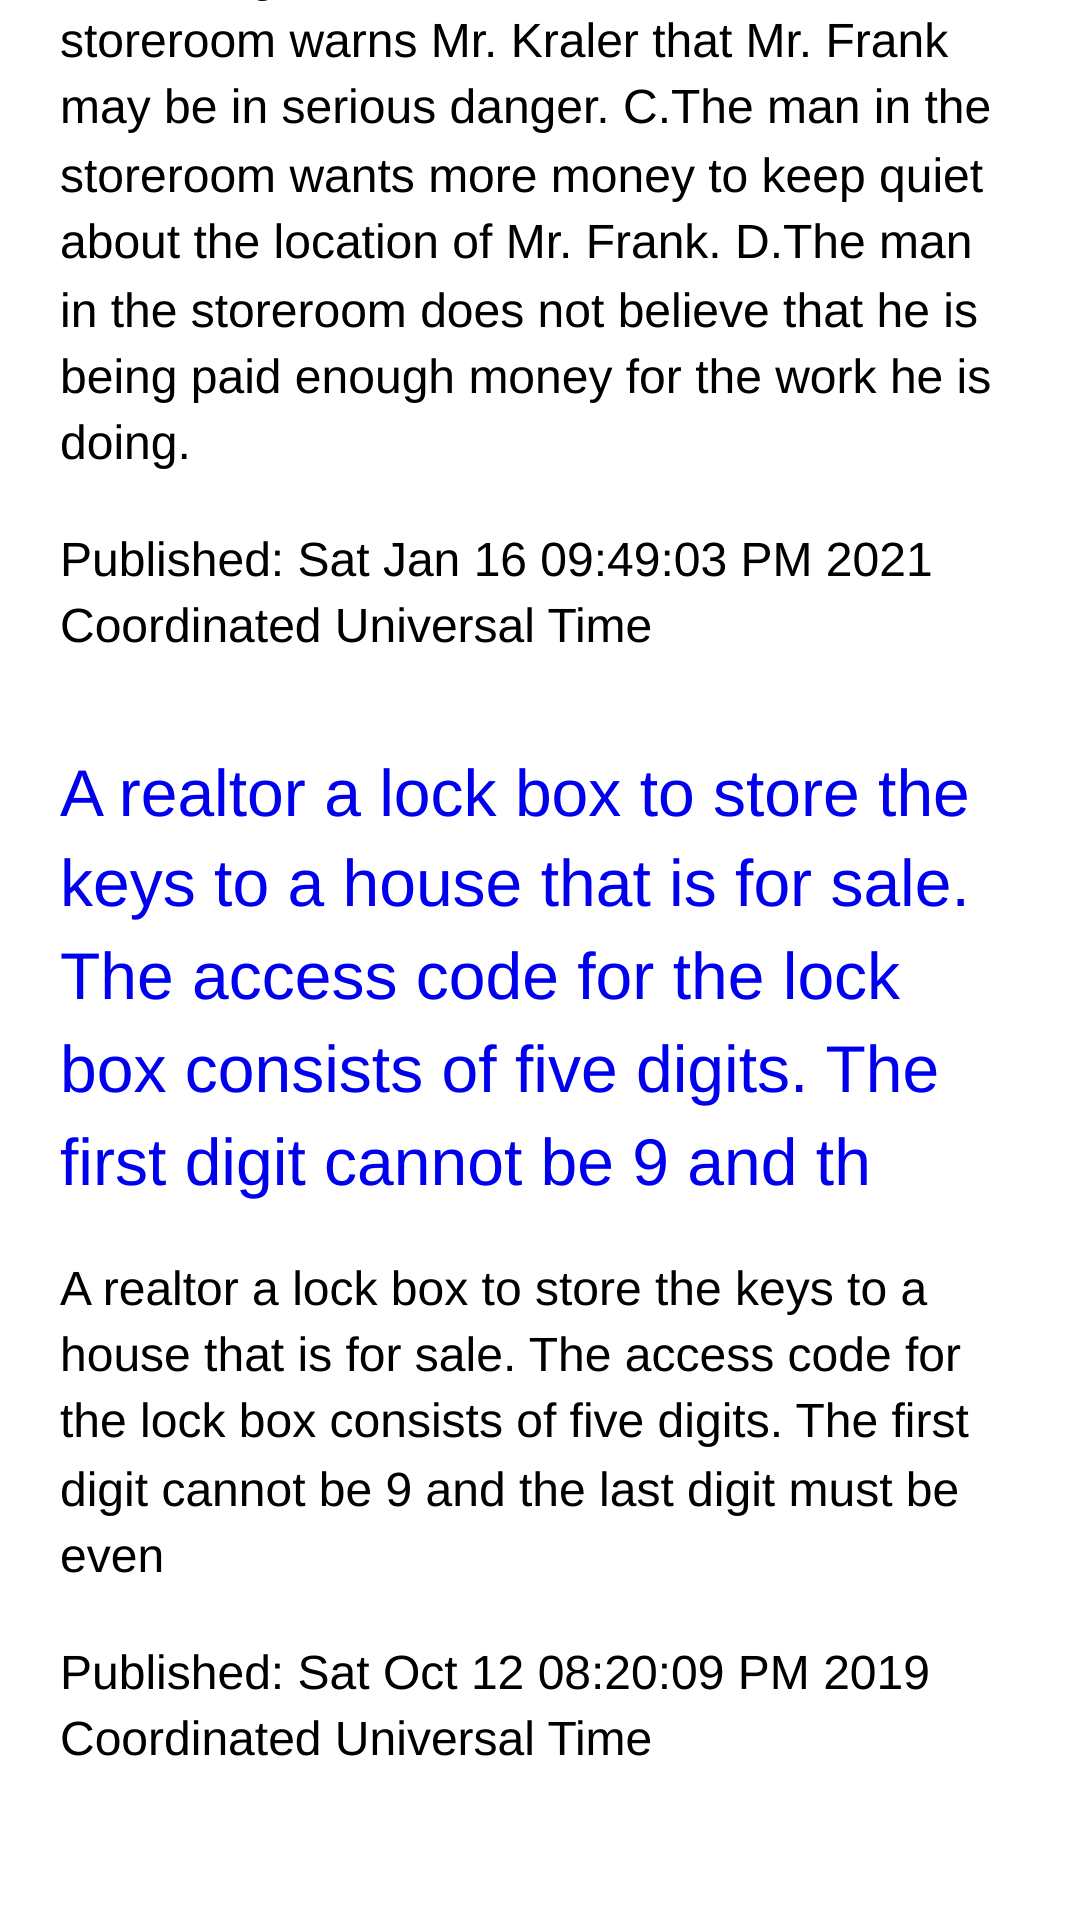 storeroom warns Mr. Kraler that Mr. Frank
may be in serious danger. C.The man in the
storeroom wants more money to keep quiet
about the location of Mr. Frank. D.The man
in the storeroom does not believe that he is
being paid enough money for the work he is
doing.
Published: Sat Jan 16 09:49:03 PM 2021
Coordinated Universal Time
A realtor a lock box to store the
keys to a house that is for sale.
The access code for the lock
box consists of five digits. The
first digit cannot be 9 and th
A realtor a lock box to store the keys to a
house that is for sale. The access code for
the lock box consists of five digits. The first
digit cannot be 9 and the last digit must be
even
Published: Sat Oct 12 08:20:09 PM 2019
Coordinated Universal Time